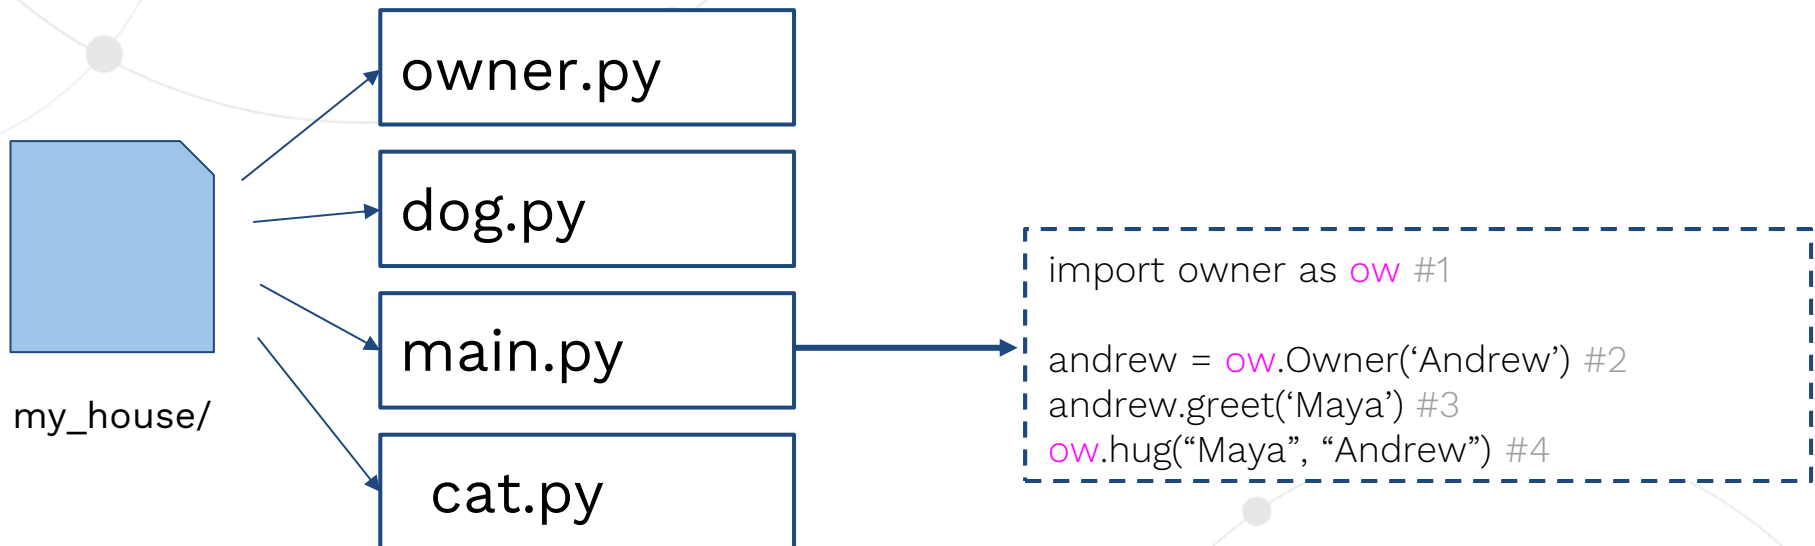 owner.py
dog.py
main.py
cat.py
my_house/
import owner as ow #1
andrew = ow.Owner(‘Andrew’) #2
andrew.greet(‘Maya’) #3
ow.hug(“Maya”, “Andrew”) #4